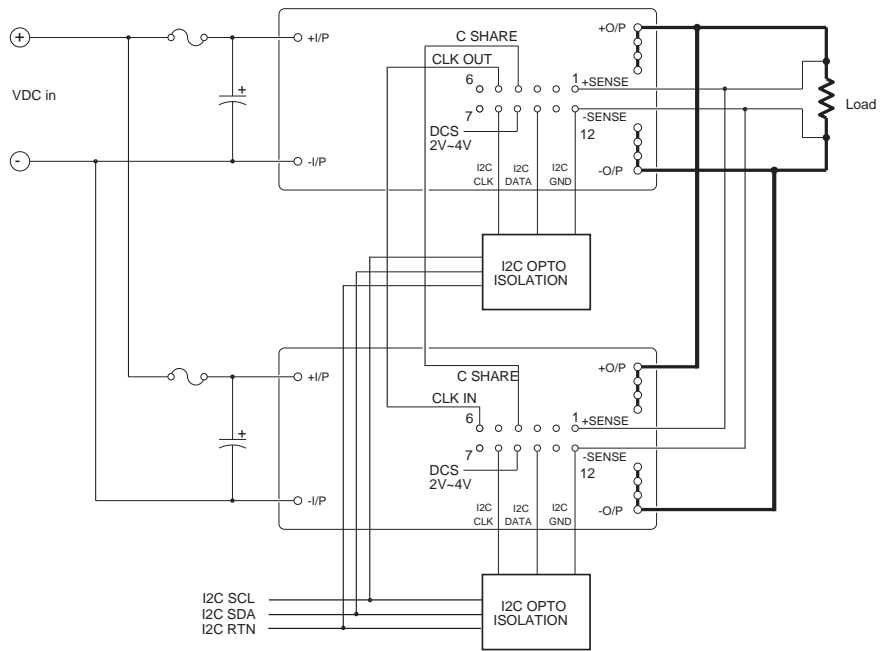 +O/P
C SHARE
+ +I/P
CLK OUT
6 1 +SENSE
+
VDC in
7 -SENSE
Load
DCS 12
2V~4V
- -I/P
I2C I2C I2C
CLK DATA GND
-O/P
I2C OPTO
ISOLATION
+O/P
+I/P
C SHARE
CLK IN
6 1 +SENSE
+
7 -SENSE
DCS 12
2V~4V
-I/P
I2C I2C I2C
CLK DATA GND
-O/P
I2C SCL
I2C SDA
I2C RTN
I2C OPTO
ISOLATION